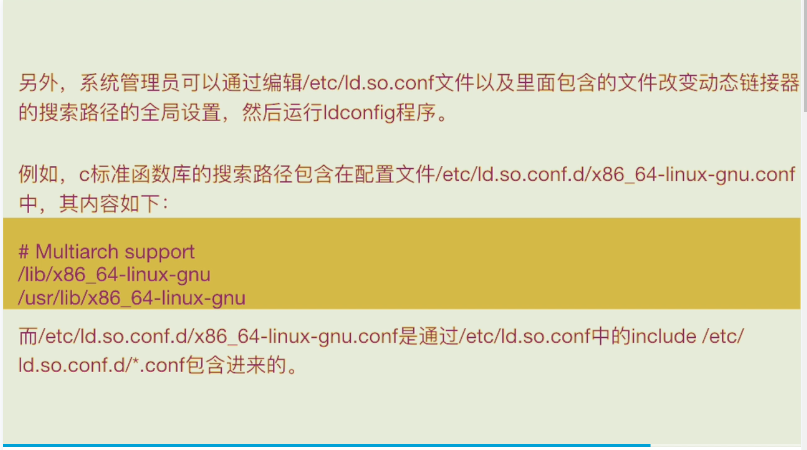 另外，系统管理员可以通过编辑/etc/ld.so.conf文件以及里面包含的文件改变动态链接器
的搜索路径的全局设置，然后运行ldconfig程序。
例如，c标准函数库的搜索路径包含在配置文件/etc/ld.so.conf.d/x86_64-linux-gnu.conf
中，其内容如下：
# Multiarch support
/lib/x86_64-linux-gnu
/usr/lib/x86_64-linux-gnu
而/etc/ld.so.conf.d/x86_64-linux-gnu.conf是通过/etc/ld.so.conf中的include /etc/
ld.so.conf.d/*.conf包含进来的。